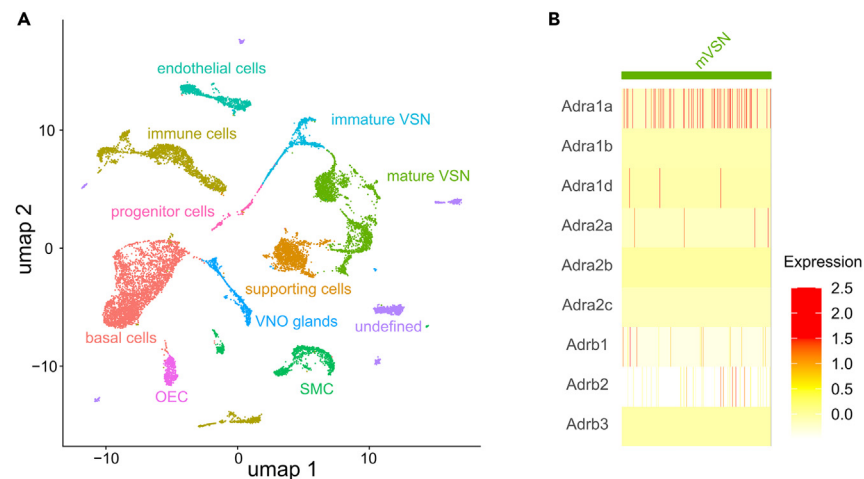 A
endothelial cells
immune cells
immature VSN
mature VSN
progenitor cells
supporting cells
VNO glands
basal cells
undefined
OEC
SMC
umap 2
10
0
−10
−10
0
10
umap 1
B
mVSN
Adra1a
Adra1b
Adra1d
Adra2a
Adra2b
Adra2c
Adrb1
Adrb2
Adrb3
Expression
2.5
2.0
1.5
1.0
0.5
0.0